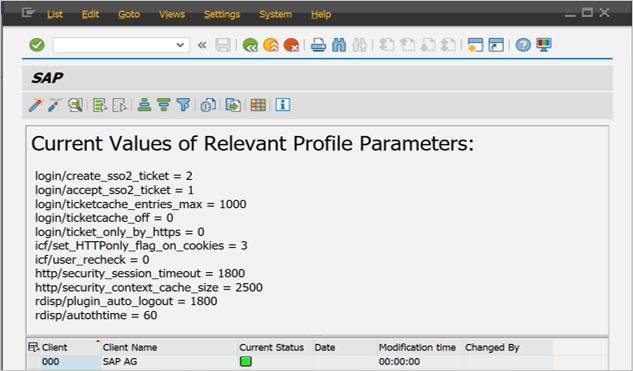 List Edit Goto Views Settings System Help
SAP
Current Values of Relevant Profile Parameters:
login/create_sso2_ticket = 2
login/accept_sso2_ticket = 1
login/ticketcache_entries_max = 1000
login/ticketcache_off = 0
login/ticket_only_by_https = 0
icf/set_HTTPonly_flag_on_cookies = 3
icf/user_recheck = 0
http/security_session_timeout = 1800
http/security_context_cache_size = 2500
rdisp/plugin_auto_logout = 1800
rdisp/autothtime = 60
Client Client Name Current Status Date Modification time Changed By
000 SAP AG 00:00:00